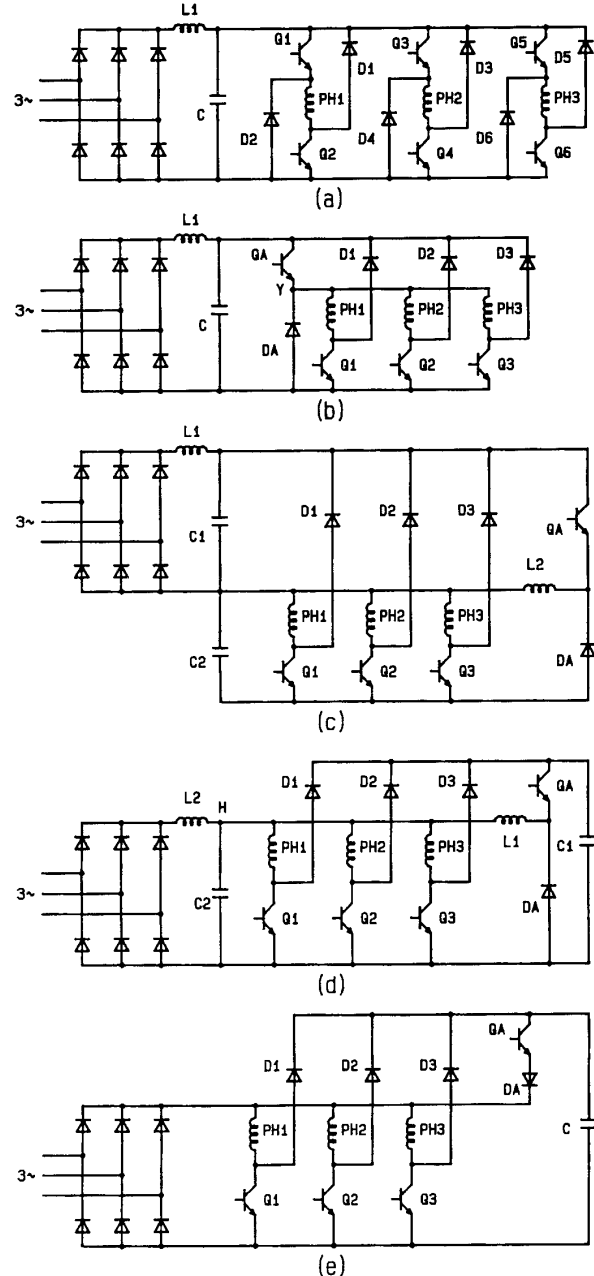 L1
Q1
D1
Q3
D3
Q5
D5
3~
C
PH1
PH2
PH3
D2
D4
D6
Q2
Q4
Q6
(a)
L1
QA
D1
D2
D3
Y
3~
C
PH1
PH2
PH3
DA
Q1
Q2
Q3
(b)
L1
D1
D2
D3
3~
C1
QA
L2
PH1
PH2
PH3
C2
Q1
Q2
Q3
DA
(c)
D1
D2
D3
QA
L2
H
C1
PH1
PH2
PH3
L1
3~
C2
DA
Q1
Q2
Q3
(d)
QA
D1
D2
D3
DA
C
PH1
PH2
PH3
3~
Q1
Q2
Q3
(e)